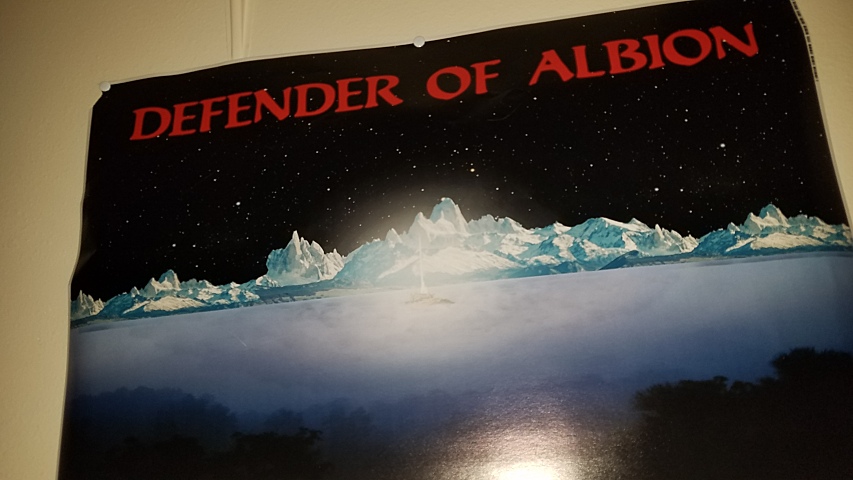 DEFENDER OF ALBION